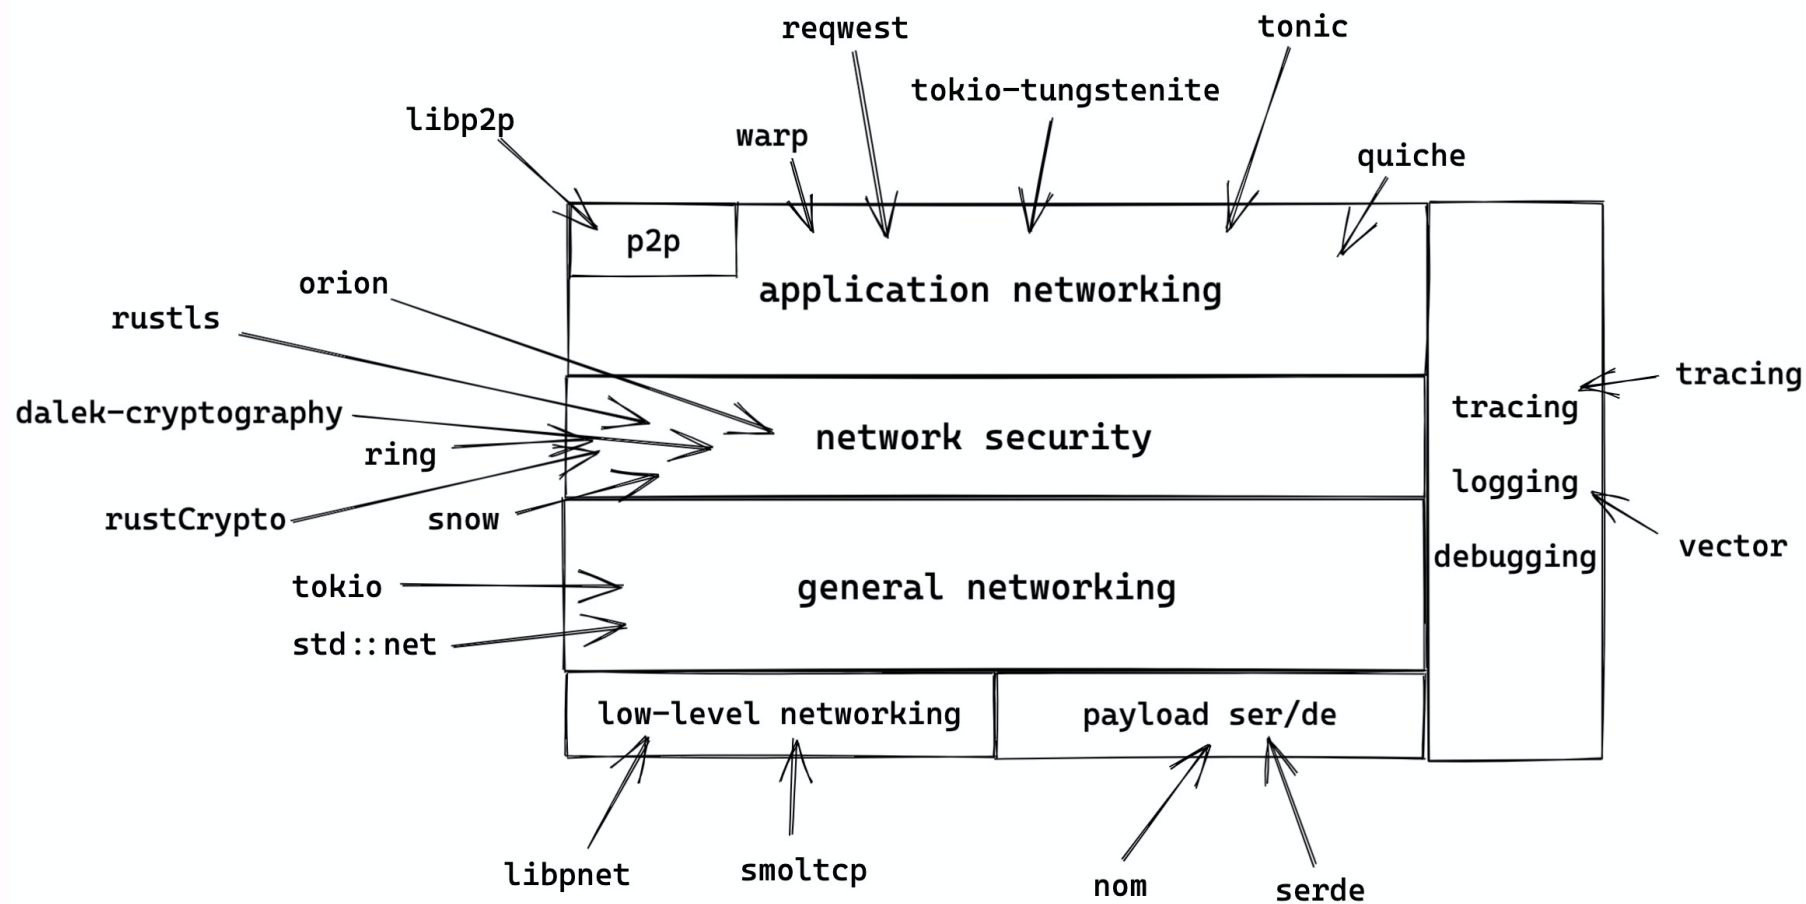 reqwest
tonic
tokio-tungstenite
libp2p
warp
quiche
p2p
orion
application networking
rustls
tracing
tracing
dalek-cryptography
network security
ring
logging
rustCrypto
snow
vector
debugging
tokio
general networking
std::net
low-level networking
payload ser/de
libpnet
smoltcp
nom
serde